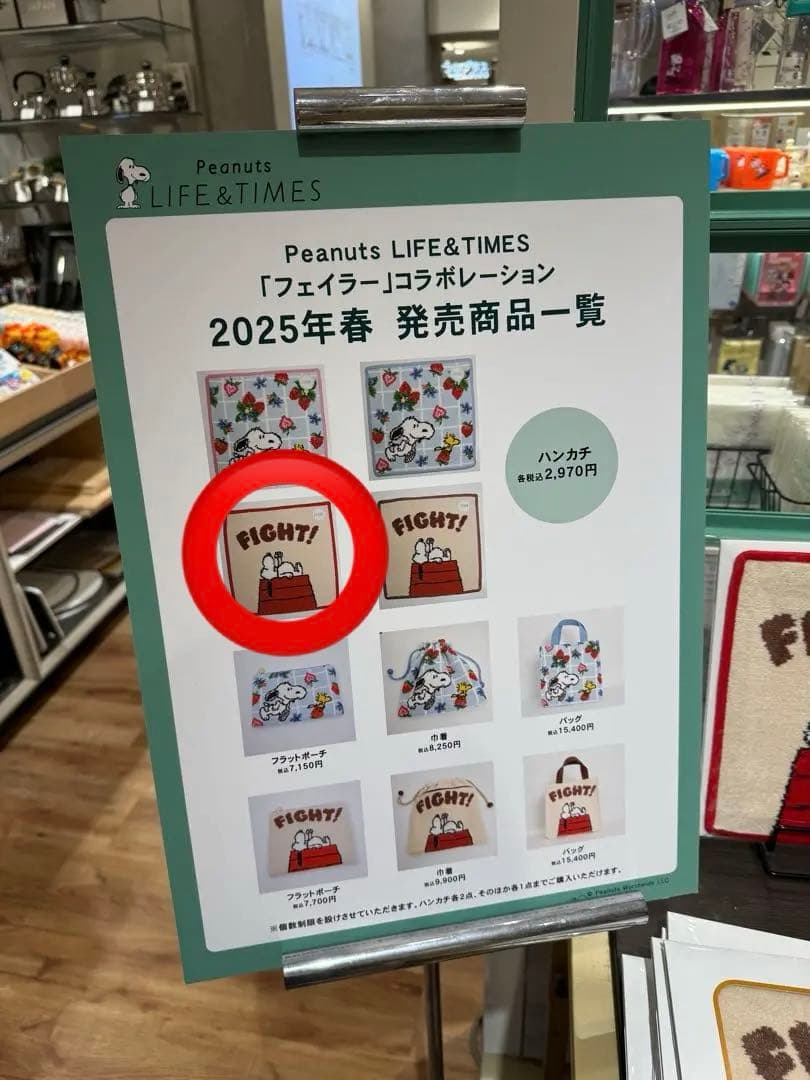 Peanuts
LIFE&TIMES
Peanuts LIFE&TIMES
「フェイラー」コラボレーション
2025年春 発売商品一覧
ハンカチ
各税込2,970円
FIGHT!
FIGHT!
フラットポーチ
税込7,150円
巾着
税込8,250円
バッグ
税込15,400円
FIGHT!
FIGHT!
FIGHT!
フラットポーチ
税込7,700円
巾着
税込9,900円
バッグ
税込15,400円
※個数制限を設けさせていただきます。ハンカチ各2点、そのほか各1点までご購入いただけます。
© Peanuts Worldwide LLC